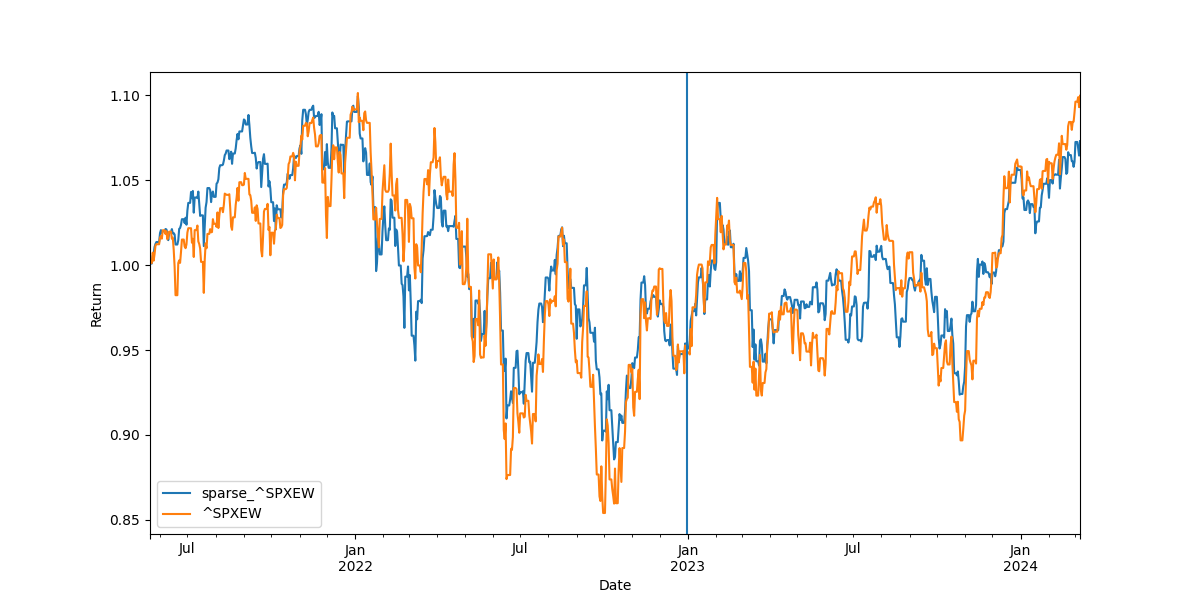 1.10
1.05
1.00
0.95
0.90
0.85
Return
sparse_^SPXEW
^SPXEW
Jul
Jan
2022
Jul
Jan
2023
Jul
Jan
2024
Date